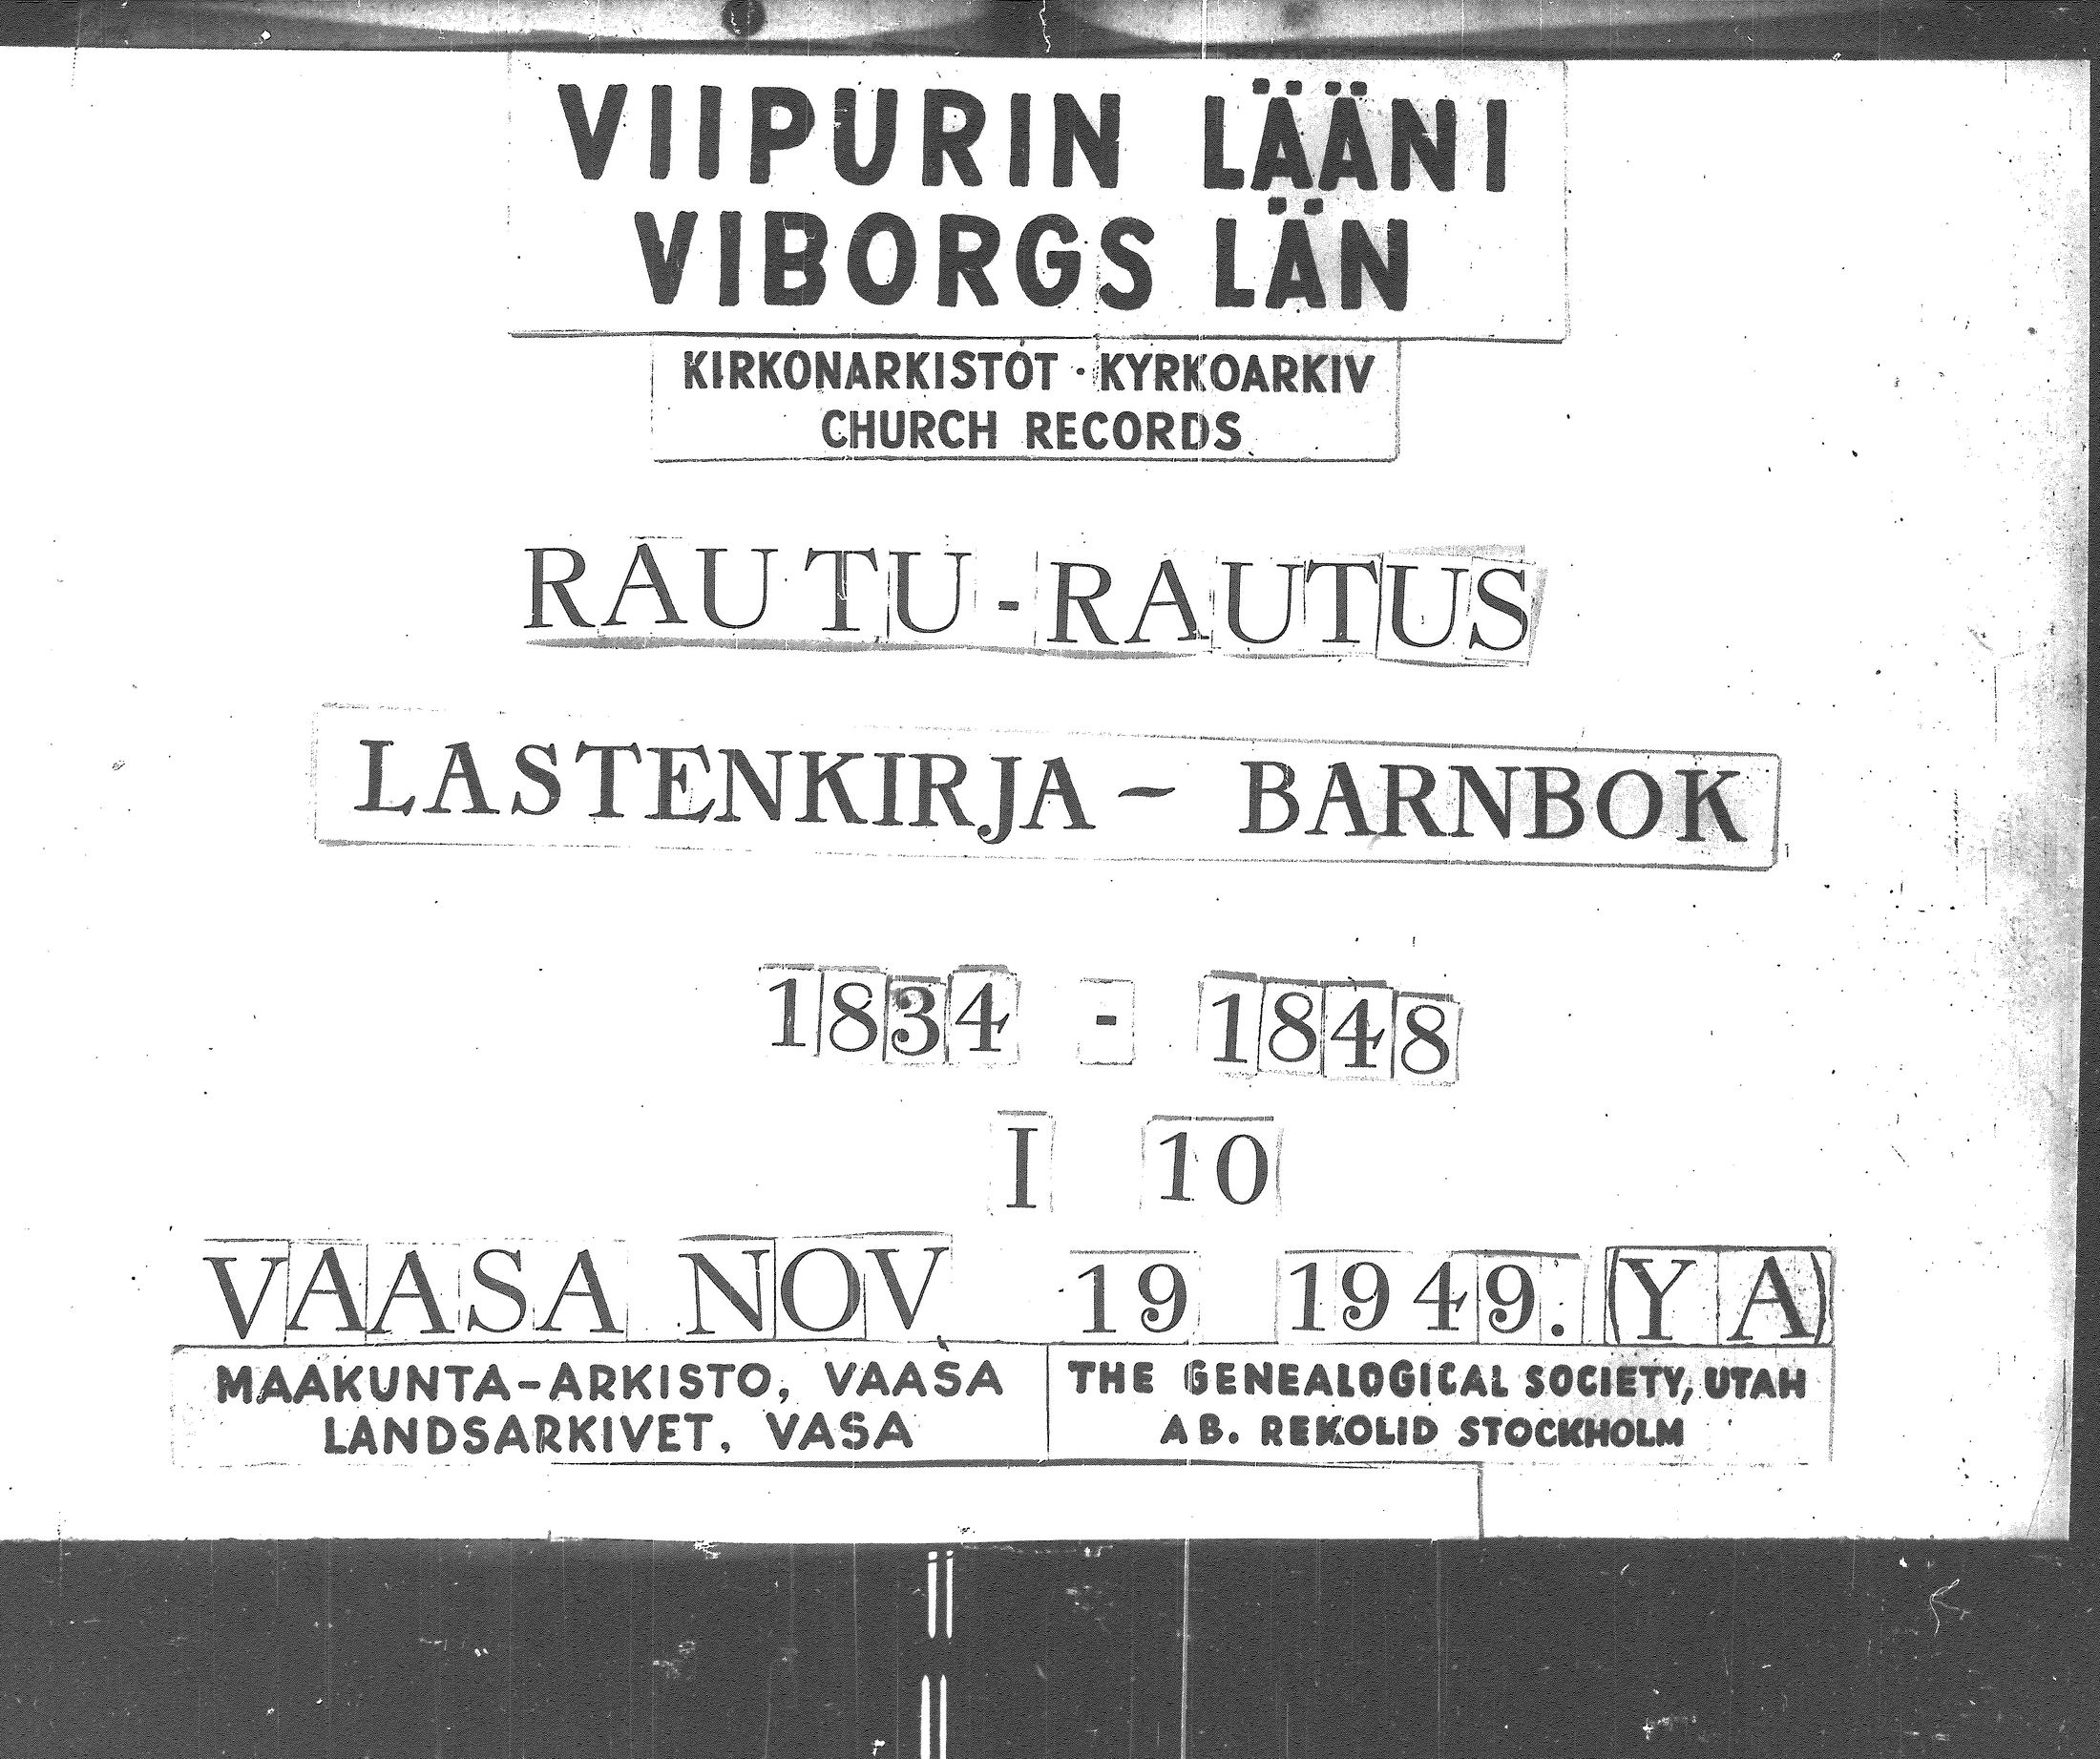 VIIPURIN LÄÄNI
VIBORGS LÄN
KIRKONARKISTOT · KYRKOARKIV
CHURCH RECORDS
RAUTU - RAUTUS
LASTENKIRJA - BARNBOK
1834 - 1848
I 10
VAASA NOV. 19 1949. (Y A)
MAAKUNTA-ARKISTO, VAASA
LANDSARKIVET, VASA
THE GENEALOGICAL SOCIETY, UTAH
AB. REKOLID STOCKHOLM